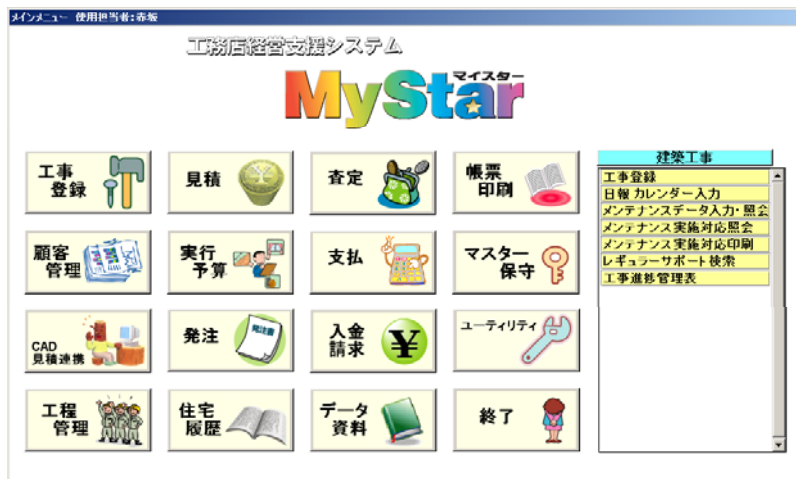 メインメニュー 使用担当者:赤坂
工務店経営支援システム
マイスター
MyStar
工事
登録
見積
¥
査定
帳票
印刷
顧客
管理
実行
予算
支払
マスター
保守
CAD
見積連携
発注
発注書
入金
請求
¥
ユーティリティ
工程
管理
住宅
履歴
データ
資料
終了
建築工事
工事登録
日報 カレンダー入力
メンテナンスデータ入力・照会
メンテナンス実施対応照会
メンテナンス実施対応印刷
レギュラーサポート検索
工事進捗管理表